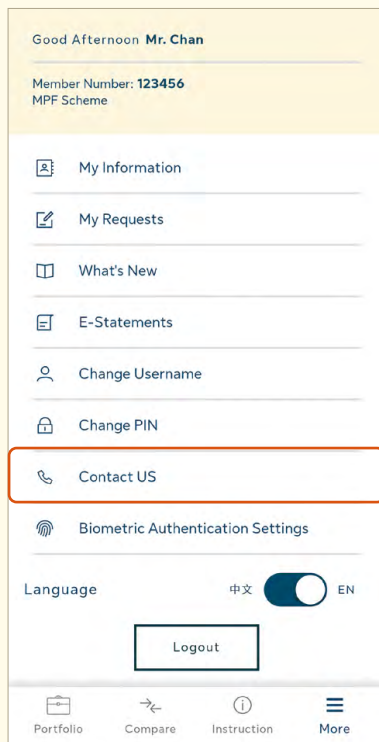 Good Afternoon Mr. Chan
Member Number: 123456
MPF Scheme
My Information
My Requests
What's New
E-Statements
Change Username
Change PIN
Contact US
Biometric Authentication Settings
Language 中文 EN
Logout
Portfolio Compare Instruction More